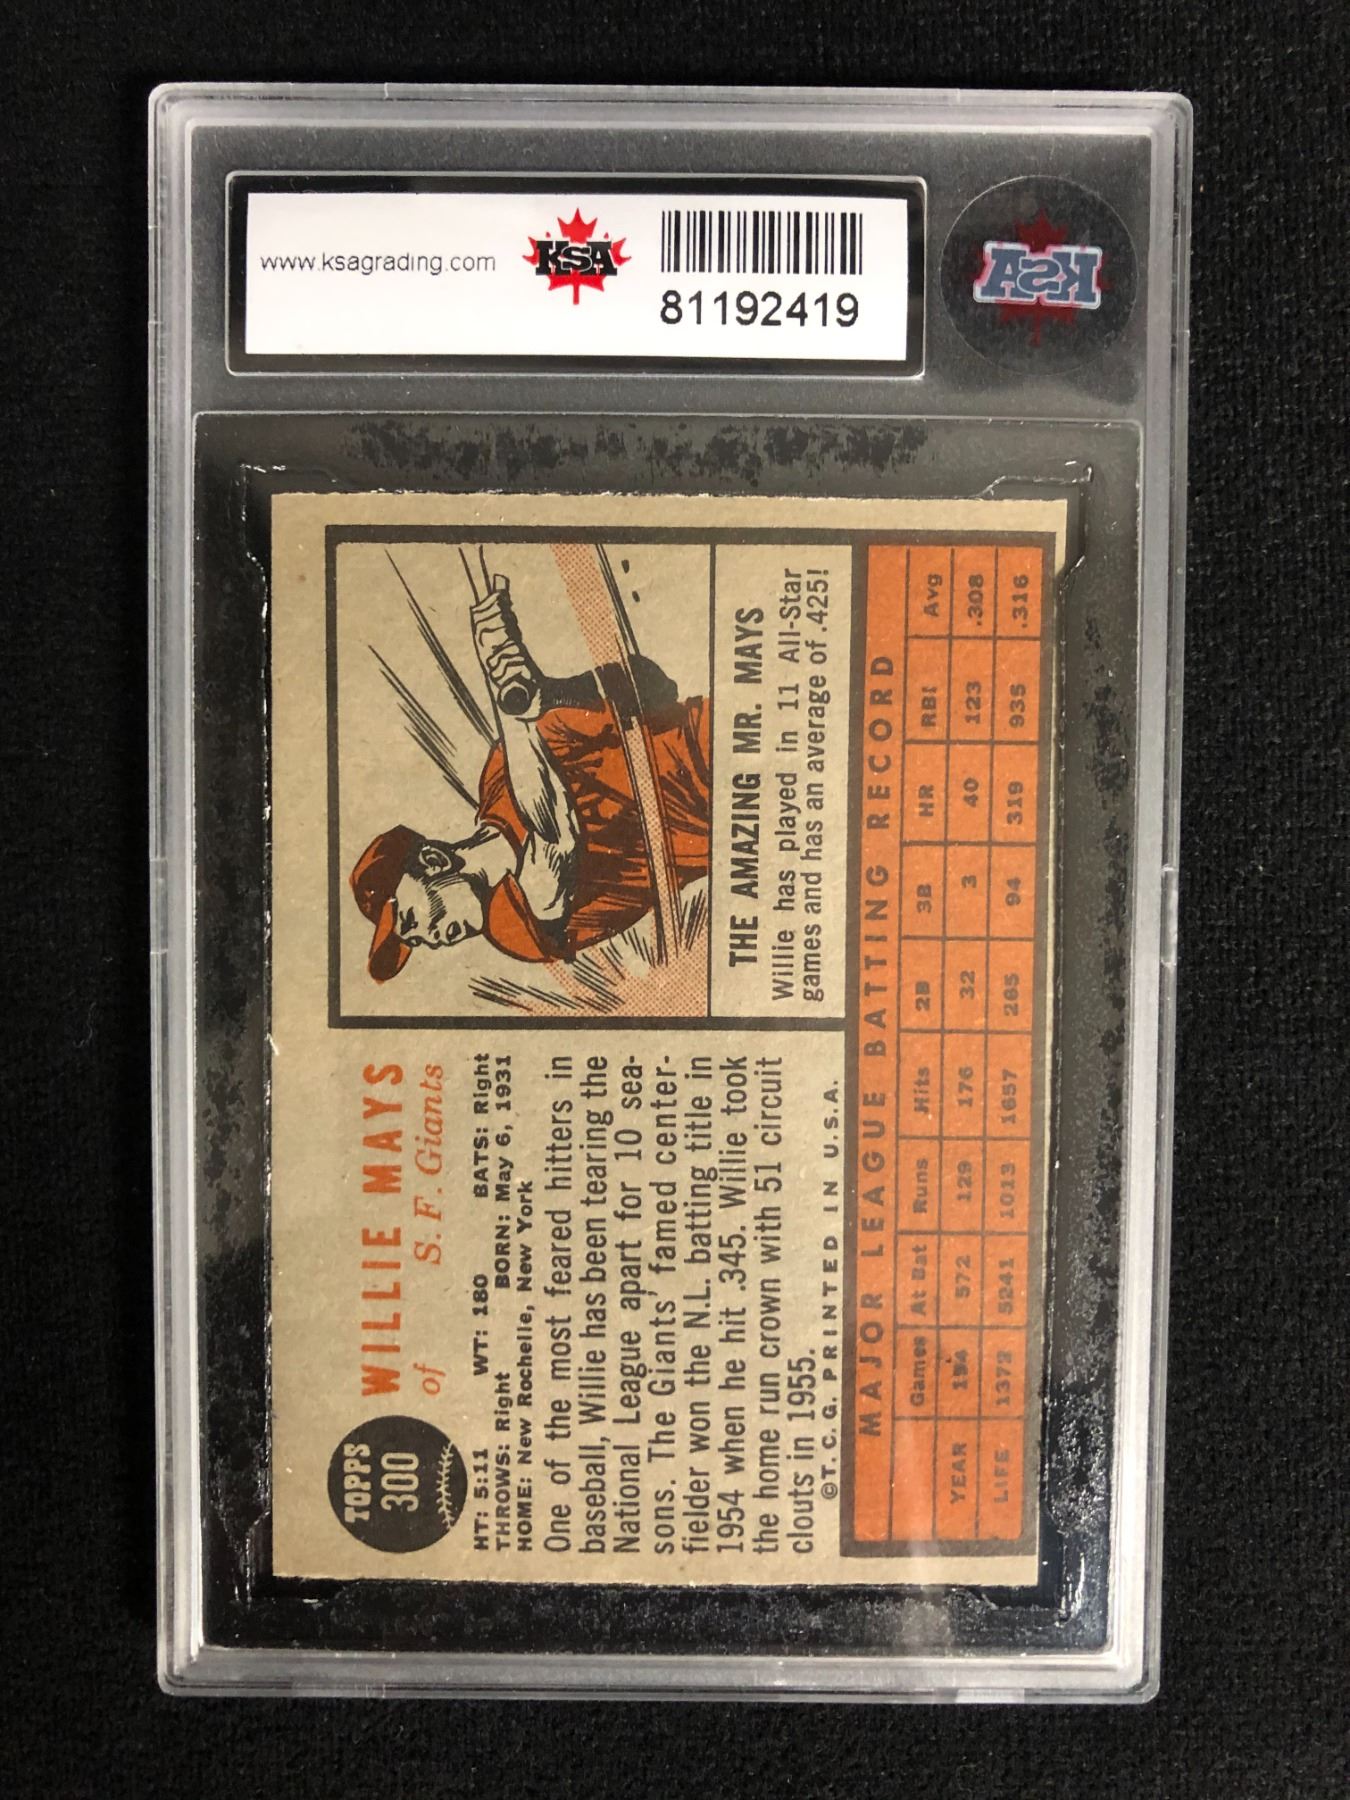 www.ksagrading.com
KSA
81192419
KSA
TOPPS
300
WILLIE MAYS
of S. F. Giants
HT: 5:11 WT: 180 BATS: Right
THROWS: Right BORN: May 6, 1931
HOME: New Rochelle, New York
One of the most feared hitters in
baseball, Willie has been tearing the
National League apart for 10 sea-
sons. The Giants' famed center-
fielder won the N.L. batting title in
1954 when he hit .345. Willie took
the home run crown with 51 circuit
clouts in 1955.
©T. C. G. PRINTED IN U.S.A.
THE AMAZING MR. MAYS
Willie has played in 11 All-Star
games and has an average of .425!
MAJOR LEAGUE BATTING RECORD
Games At Bat Runs Hits 2B 3B HR RBI Avg
YEAR 154 572 129 176 32 3 40 123 .308
LIFE 1372 5241 1013 1657 285 94 319 935 .316